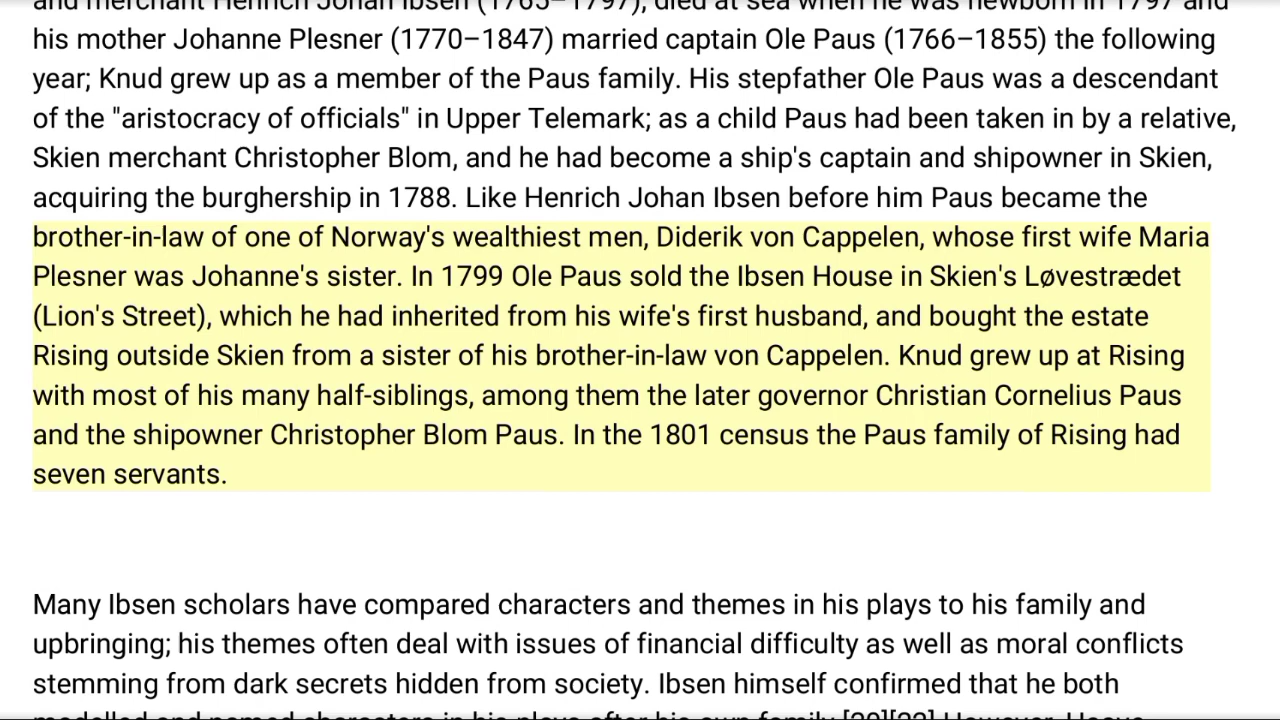 and merchant Henrich Johan Ibsen (1765–1797), died at sea when he was newborn in 1797 and
his mother Johanne Plesner (1770–1847) married captain Ole Paus (1766–1855) the following
year; Knud grew up as a member of the Paus family. His stepfather Ole Paus was a descendant
of the "aristocracy of officials" in Upper Telemark; as a child Paus had been taken in by a relative,
Skien merchant Christopher Blom, and he had become a ship's captain and shipowner in Skien,
acquiring the burghership in 1788. Like Henrich Johan Ibsen before him Paus became the
brother-in-law of one of Norway's wealthiest men, Diderik von Cappelen, whose first wife Maria
Plesner was Johanne's sister. In 1799 Ole Paus sold the Ibsen House in Skien's Løvestrædet
(Lion's Street), which he had inherited from his wife's first husband, and bought the estate
Rising outside Skien from a sister of his brother-in-law von Cappelen. Knud grew up at Rising
with most of his many half-siblings, among them the later governor Christian Cornelius Paus
and the shipowner Christopher Blom Paus. In the 1801 census the Paus family of Rising had
seven servants.
Many Ibsen scholars have compared characters and themes in his plays to his family and
upbringing; his themes often deal with issues of financial difficulty as well as moral conflicts
stemming from dark secrets hidden from society. Ibsen himself confirmed that he both
modelled and named characters in his plays after his own family.